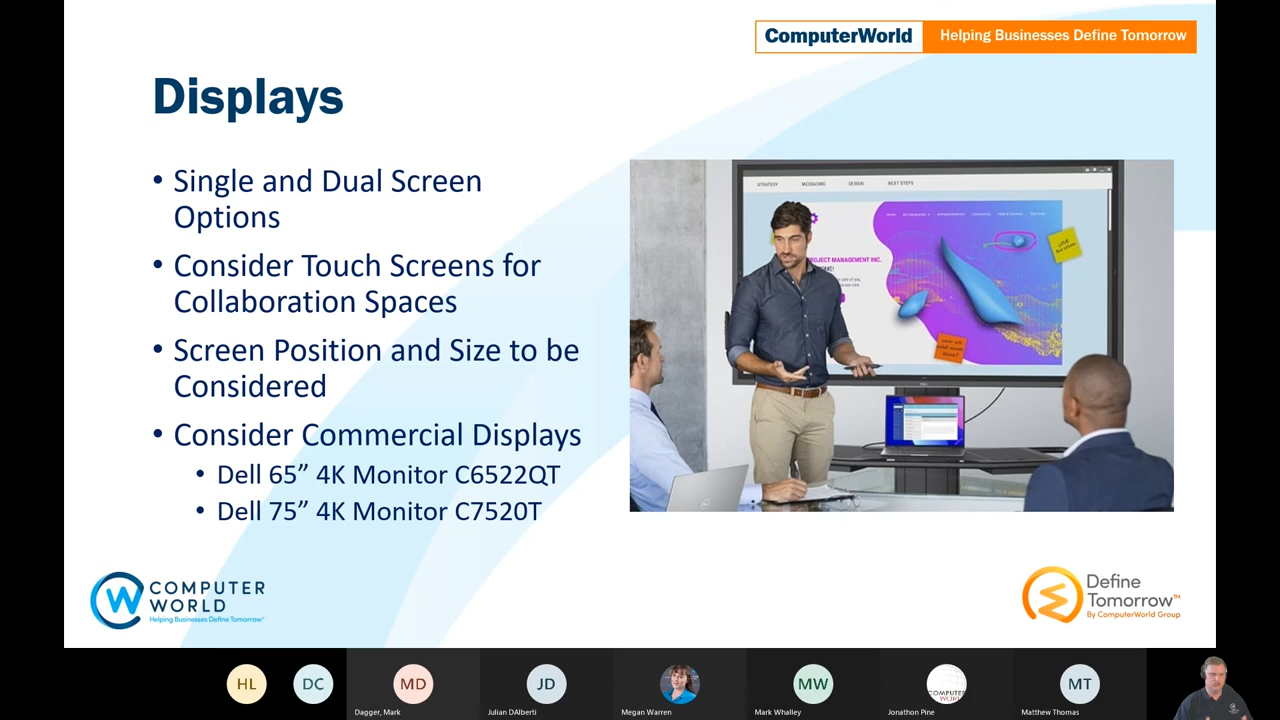 ComputerWorld Helping Businesses Define Tomorrow
Displays
• Single and Dual Screen
Options
• Consider Touch Screens for
Collaboration Spaces
• Screen Position and Size to be
Considered
• Consider Commercial Displays
• Dell 65” 4K Monitor C6522QT
• Dell 75” 4K Monitor C7520T
STRATEGY MESSAGING DESIGN NEXT STEPS
PROJECT MANAGEMENT INC.
COMPUTER
WORLD
Helping Businesses Define Tomorrow
Define
Tomorrow™
By ComputerWorld Group
HL DC MD JD MW COMPUTER WORLD MT
Dagger, Mark Julian DAlberti Megan Warren Mark Whalley Jonathon Pine Matthew Thomas